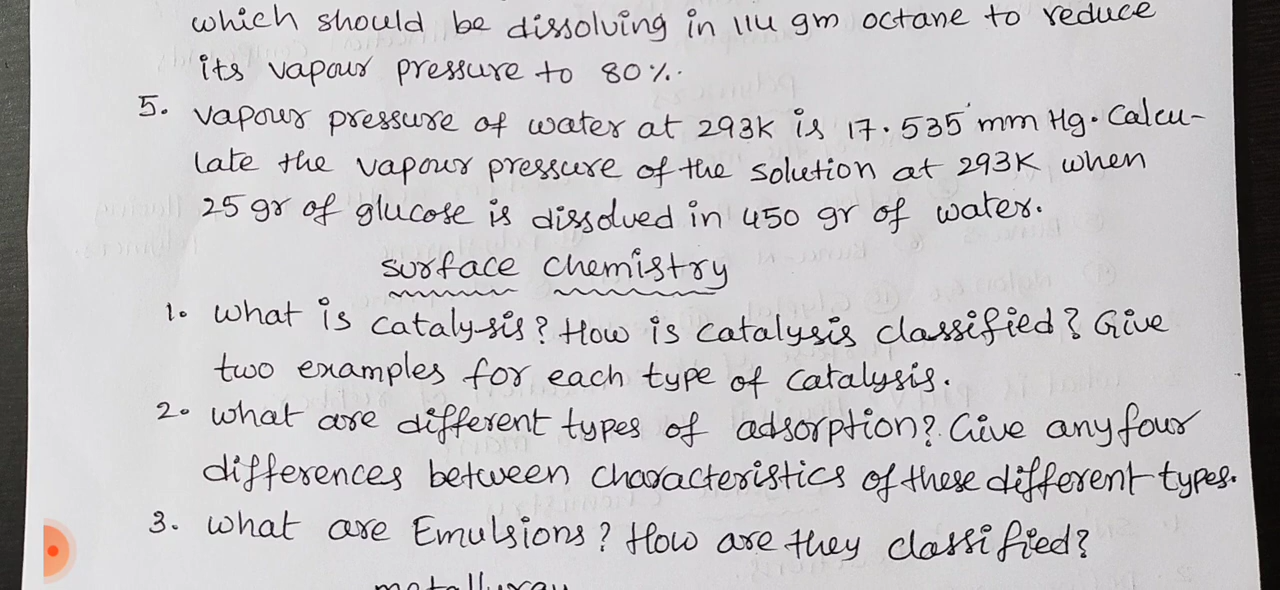 which should be dissolving in 114 gm octane to reduce
its vapour pressure to 80%.
5. vapour pressure of water at 293K is 17.535 mm Hg. Calcu-
late the vapour pressure of the solution at 293K when
25 gr of glucose is dissolved in 450 gr of water.
surface chemistry
1. what is catalysis? How is catalysis classified? Give
two examples for each type of catalysis.
2. what are different types of adsorption? Give any four
differences between characteristics of these different types.
3. what are Emulsions? How are they classified?